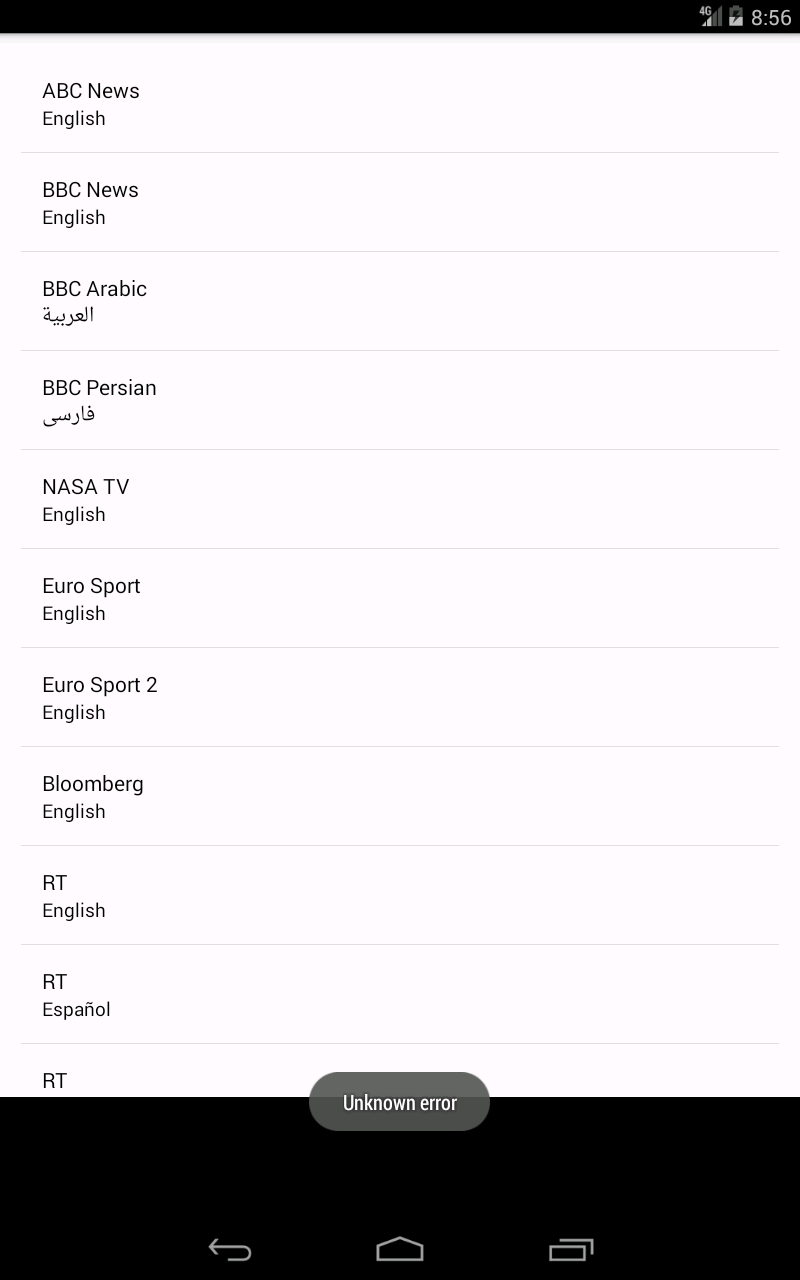 4G 8:56
ABC News
English
BBC News
English
BBC Arabic
العربية
BBC Persian
فارسی
NASA TV
English
Euro Sport
English
Euro Sport 2
English
Bloomberg
English
RT
English
RT
Español
RT
Unknown error